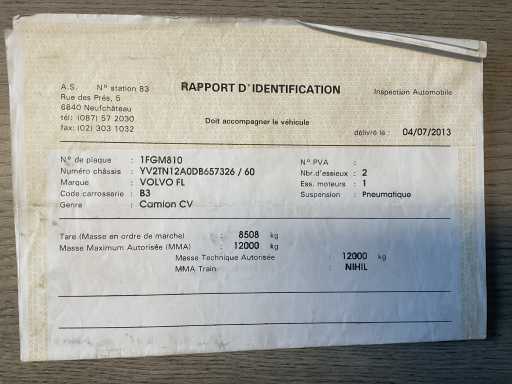 A.S. N° station 83 RAPPORT D'IDENTIFICATION Inspection Automobile
Rue des Prés, 5
6840 Neufchâteau
tél: (087) 57 2030 Doit accompagner le véhicule
fax: (02) 303 1032 délivré le : 04/07/2013
N.° de plaque : 1FGM810 N° PVA :
Numéro châssis : YV2TN12A0DB657326 / 60 Nbr.d'essieux : 2
Marque : VOLVO FL Ess. moteurs : 1
Code.carrosserie : B3 Suspension : Pneumatique
Genre : Camion CV
Tare (Masse en ordre de marche) : 8508 kg
Masse Maximum Autorisée (MMA) : 12000 kg
Masse Technique Autorisée : 12000 kg
MMA Train : NIHIL